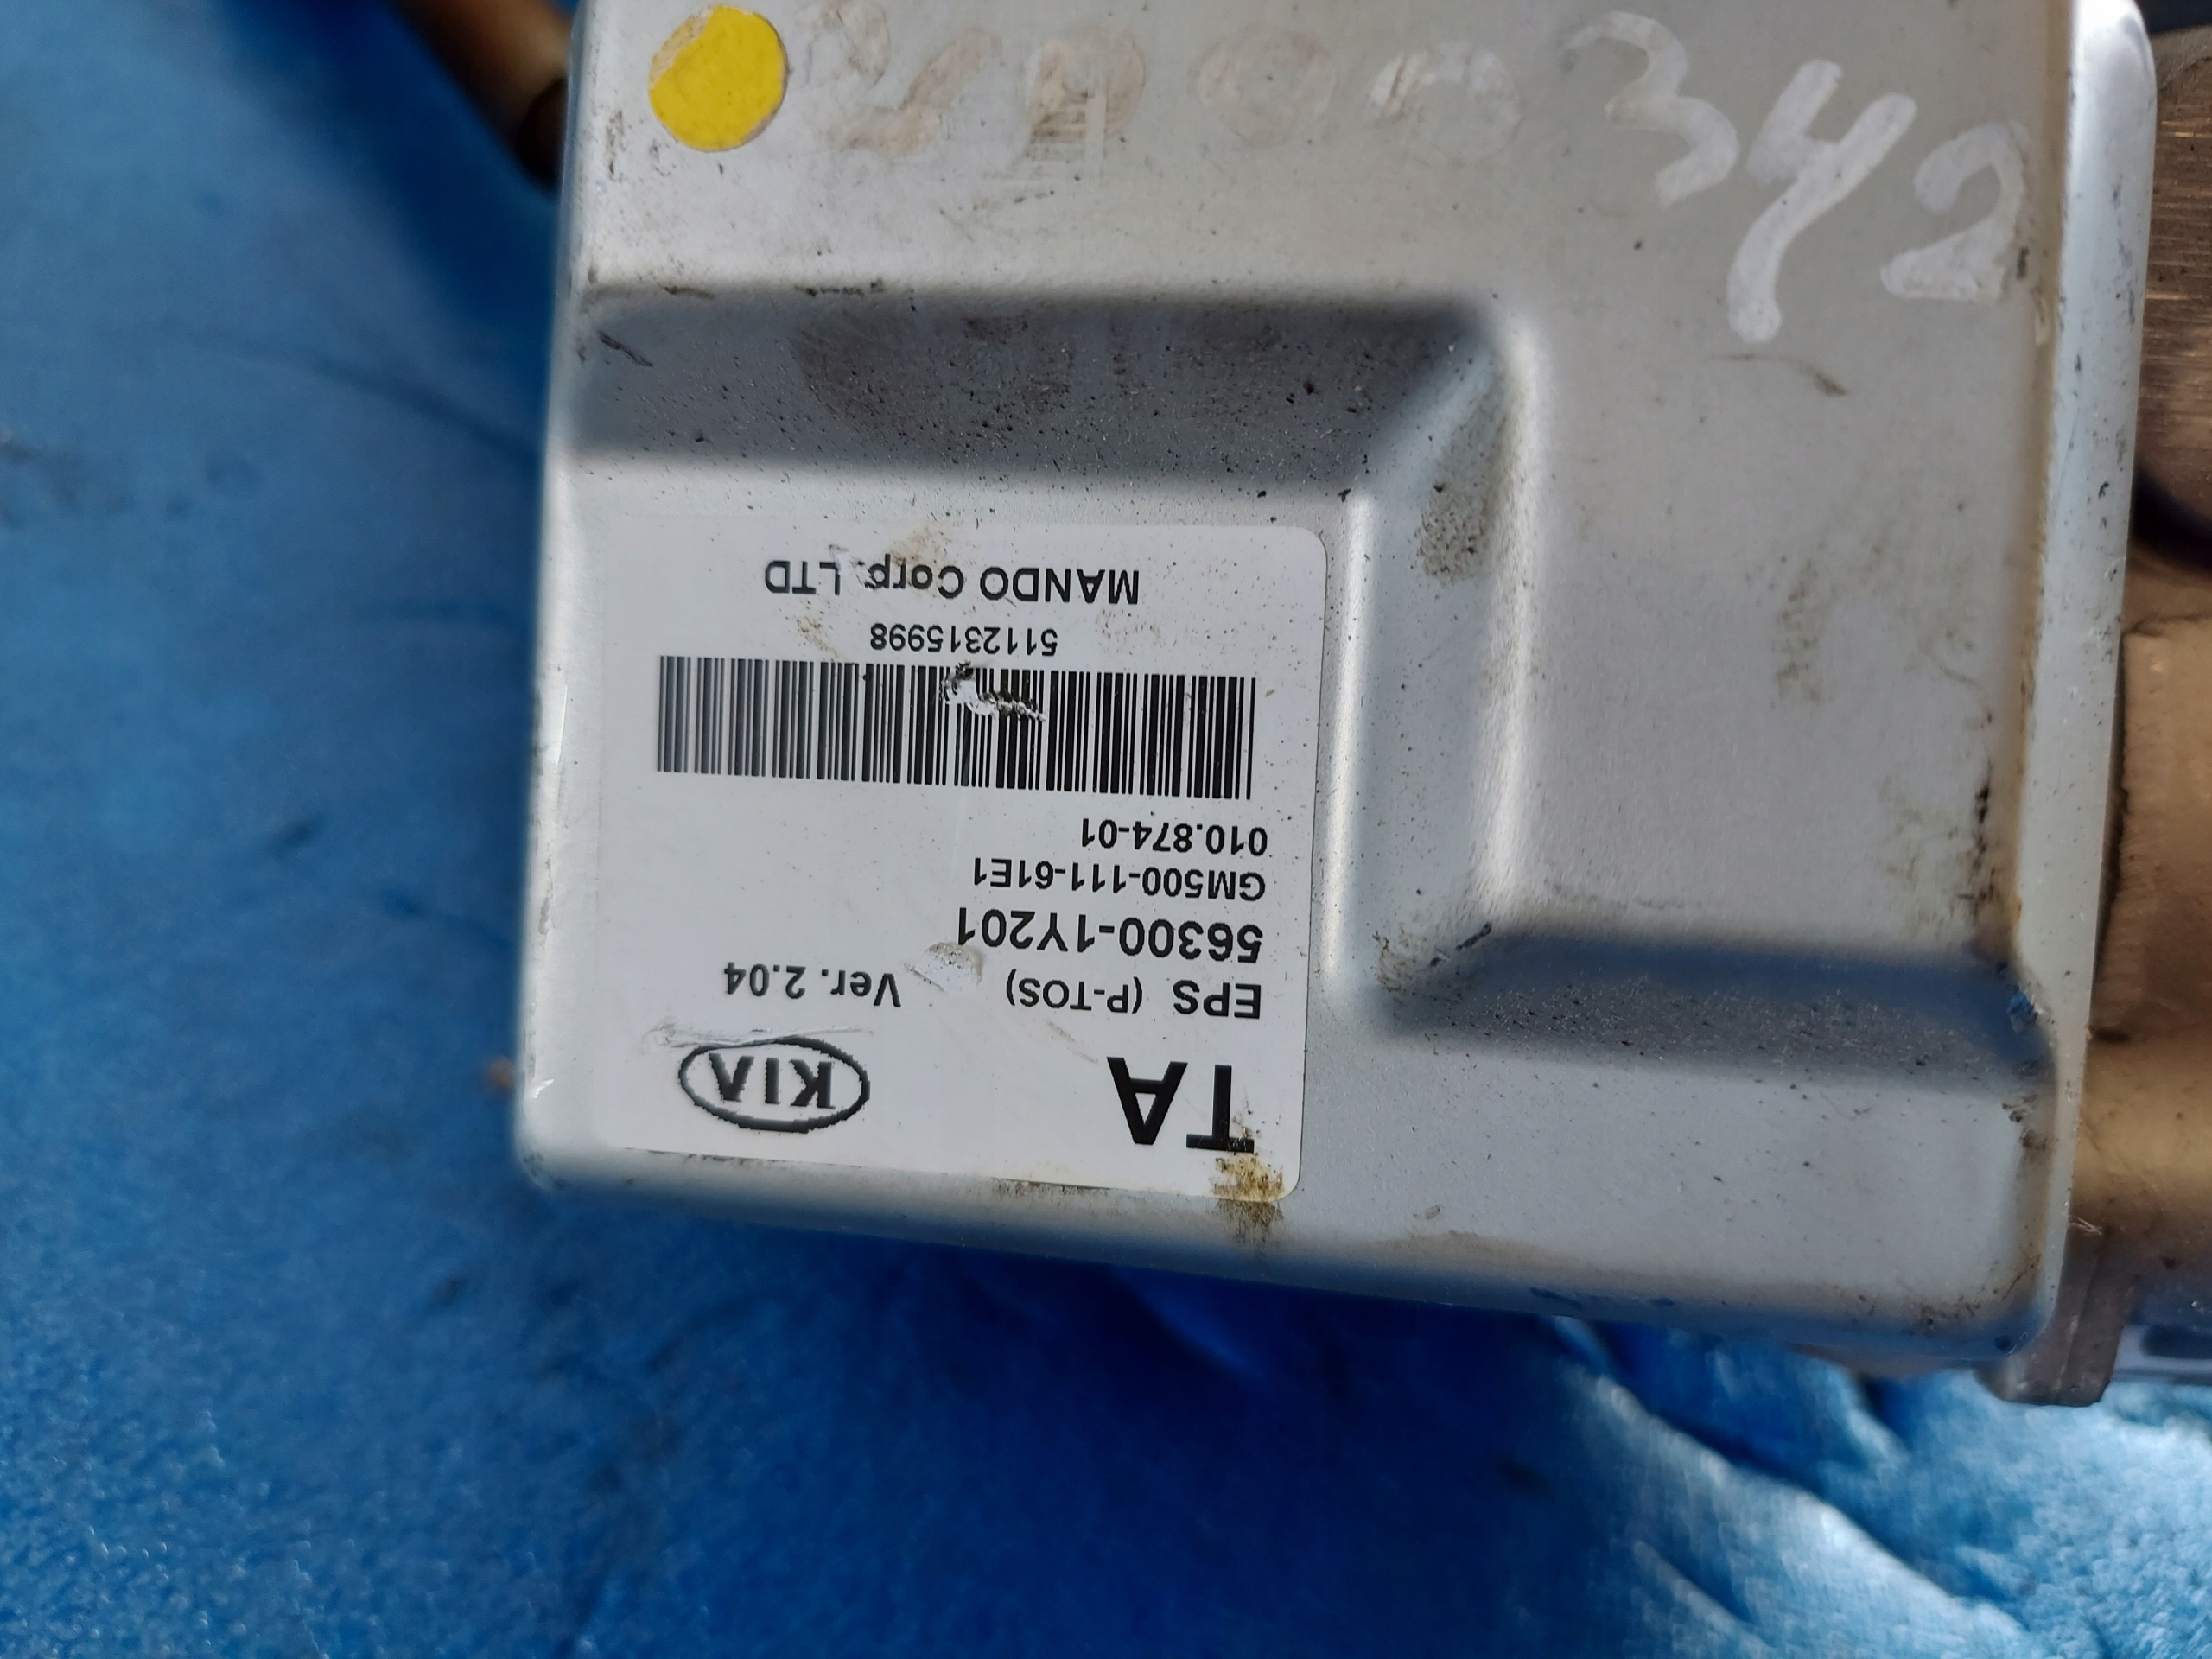 TA
KIA
EPS (P-TOS) Ver. 2.04
56300-1Y201
GM500-111-61E1
010.874-01
5112315998
MANDO Corp. LTD
342